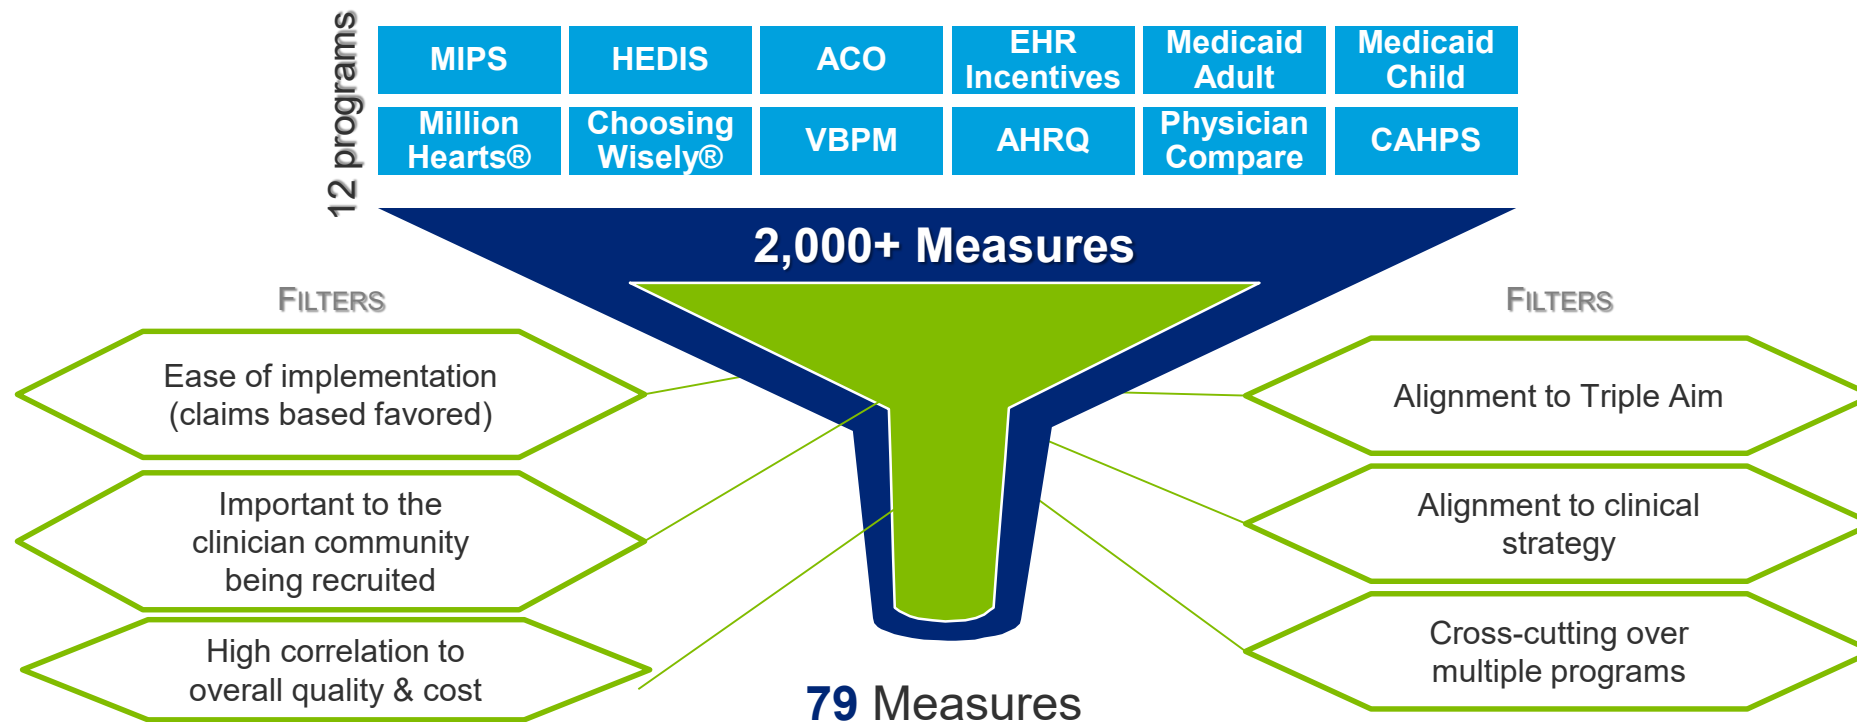 12 programs
MIPS
HEDIS
ACO
EHR
Incentives
Medicaid
Adult
Medicaid
Child
Million
Hearts®
Choosing
Wisely®
VBPM
AHRQ
Physician
Compare
CAHPS
2,000+ Measures
FILTERS
Ease of implementation
(claims based favored)
Important to the
clinician community
being recruited
High correlation to
overall quality & cost
FILTERS
Alignment to Triple Aim
Alignment to clinical
strategy
Cross-cutting over
multiple programs
79 Measures